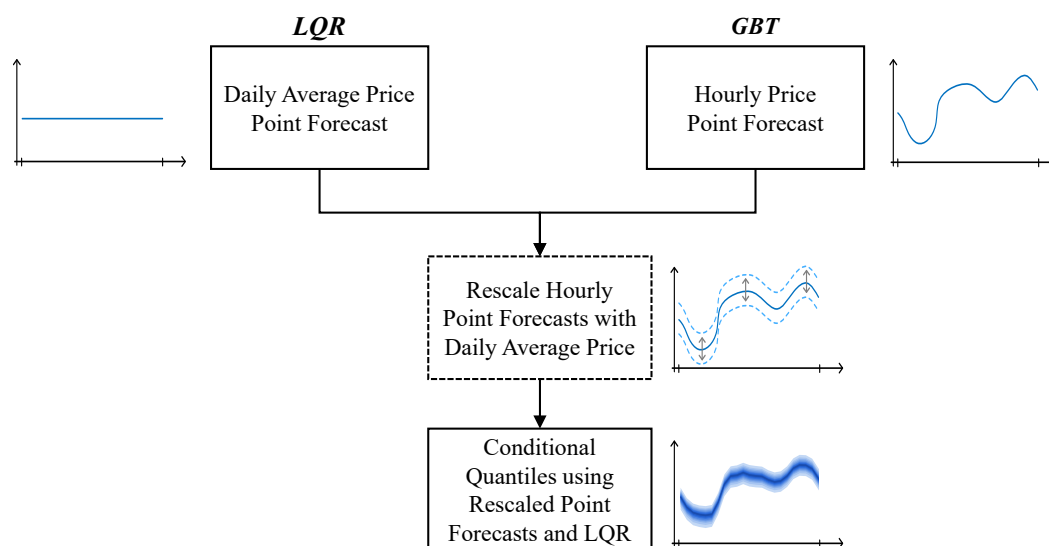 LQR
GBT
Daily Average Price
Point Forecast
Hourly Price
Point Forecast
Rescale Hourly
Point Forecasts with
Daily Average Price
Conditional
Quantiles using
Rescaled Point
Forecasts and LQR